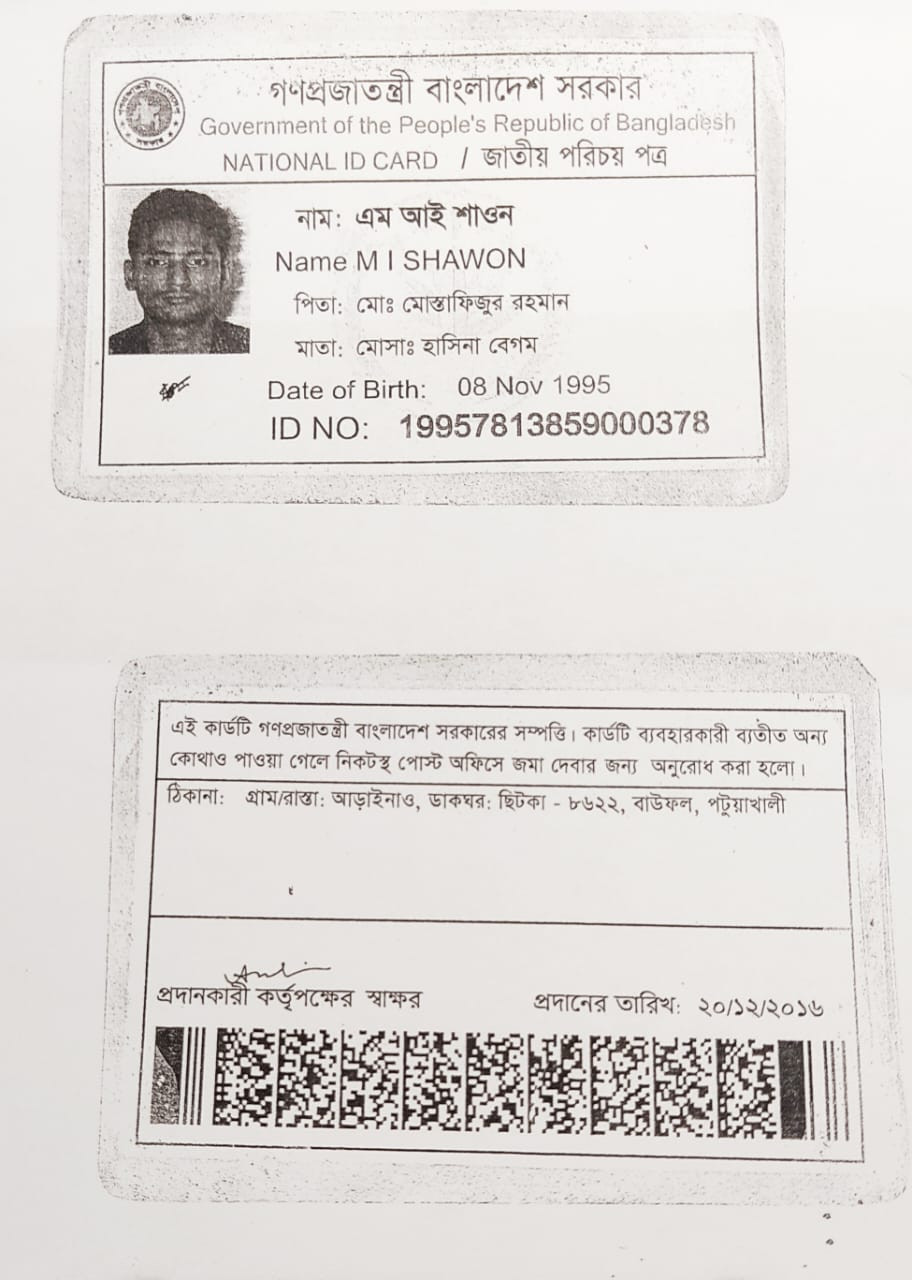 গণপ্রজাতন্ত্রী বাংলাদেশ সরকার
Government of the People's Republic of Bangladesh
NATIONAL ID CARD / জাতীয় পরিচয় পত্র
নাম: এম আই শাওন
Name M I SHAWON
পিতা: মোঃ মোস্তাফিজুর রহমান
মাতা: মোসাঃ হাসিনা বেগম
Date of Birth: 08 Nov 1995
ID NO: 19957813859000378
এই কার্ডটি গণপ্রজাতন্ত্রী বাংলাদেশ সরকারের সম্পত্তি। কার্ডটি ব্যবহারকারী ব্যতীত অন্য
কোথাও পাওয়া গেলে নিকটস্থ পোস্ট অফিসে জমা দেবার জন্য অনুরোধ করা হলো।
ঠিকানা: গ্রাম/রাস্তা: আড়াইনাও, ডাকঘর: ছিটকা - ৮৬২২, বাউফল, পটুয়াখালী
প্রদানকারী কর্তৃপক্ষের স্বাক্ষর প্রদানের তারিখ: ২০/১২/২০১৬